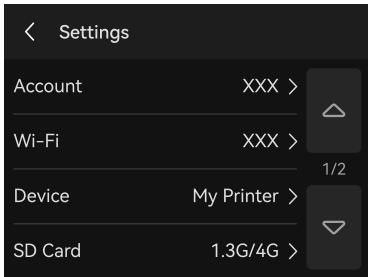 Settings
Account XXX
Wi-Fi XXX
1/2
Device My Printer
SD Card 1.3G/4G